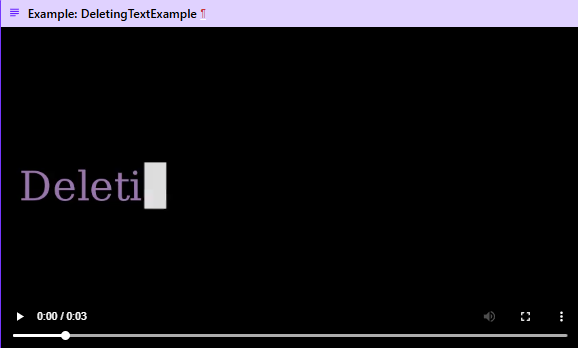 Example: DeletingTextExample ¶
Deleti
0:00 / 0:03